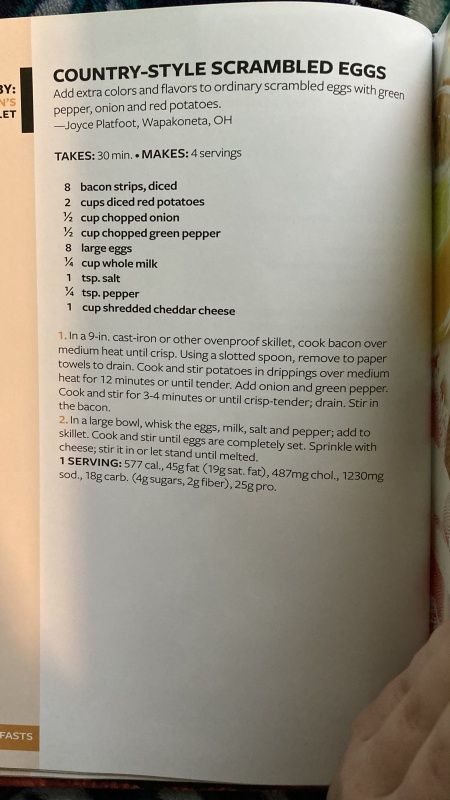 BY:
N'S
LET
COUNTRY-STYLE SCRAMBLED EGGS
Add extra colors and flavors to ordinary scrambled eggs with green
pepper, onion and red potatoes.
—Joyce Platfoot, Wapakoneta, OH
TAKES: 30 min. • MAKES: 4 servings
8 bacon strips, diced
2 cups diced red potatoes
½ cup chopped onion
½ cup chopped green pepper
8 large eggs
¼ cup whole milk
1 tsp. salt
¼ tsp. pepper
1 cup shredded cheddar cheese
1. In a 9-in. cast-iron or other ovenproof skillet, cook bacon over
medium heat until crisp. Using a slotted spoon, remove to paper
towels to drain. Cook and stir potatoes in drippings over medium
heat for 12 minutes or until tender. Add onion and green pepper.
Cook and stir for 3-4 minutes or until crisp-tender; drain. Stir in
the bacon.
2. In a large bowl, whisk the eggs, milk, salt and pepper; add to
skillet. Cook and stir until eggs are completely set. Sprinkle with
cheese; stir it in or let stand until melted.
1 SERVING: 577 cal., 45g fat (19g sat. fat), 487mg chol., 1230mg
sod., 18g carb. (4g sugars, 2g fiber), 25g pro.
FASTS